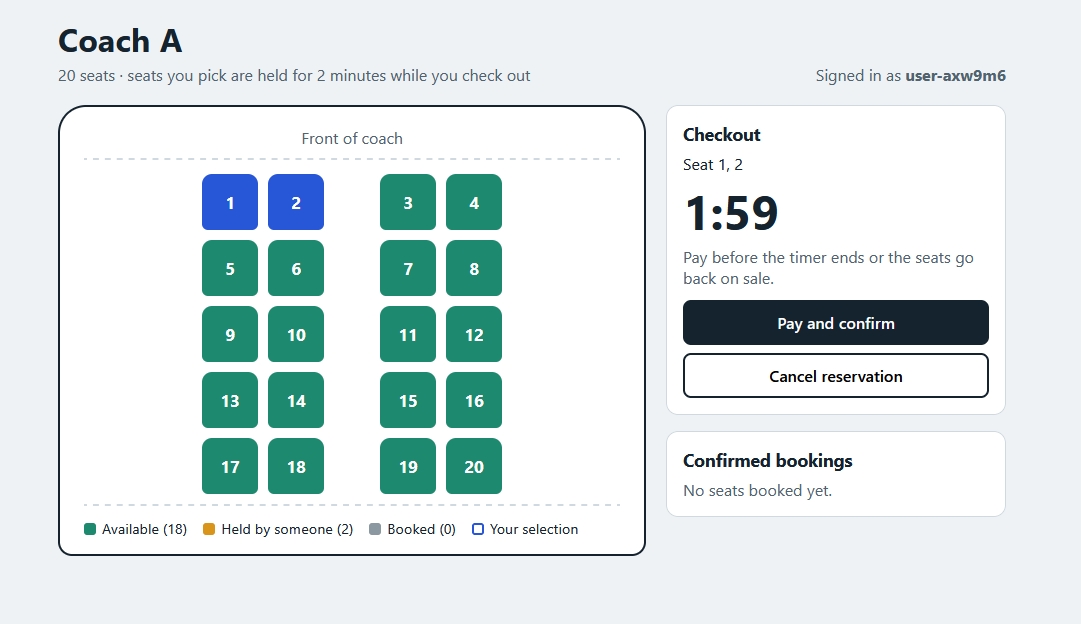 Coach A
20 seats · seats you pick are held for 2 minutes while you check out
Signed in as user-axw9m6
Front of coach
1 2 3 4
5 6 7 8
9 10 11 12
13 14 15 16
17 18 19 20
Available (18) Held by someone (2) Booked (0) Your selection
Checkout
Seat 1, 2
1:59
Pay before the timer ends or the seats go
back on sale.
Pay and confirm
Cancel reservation
Confirmed bookings
No seats booked yet.